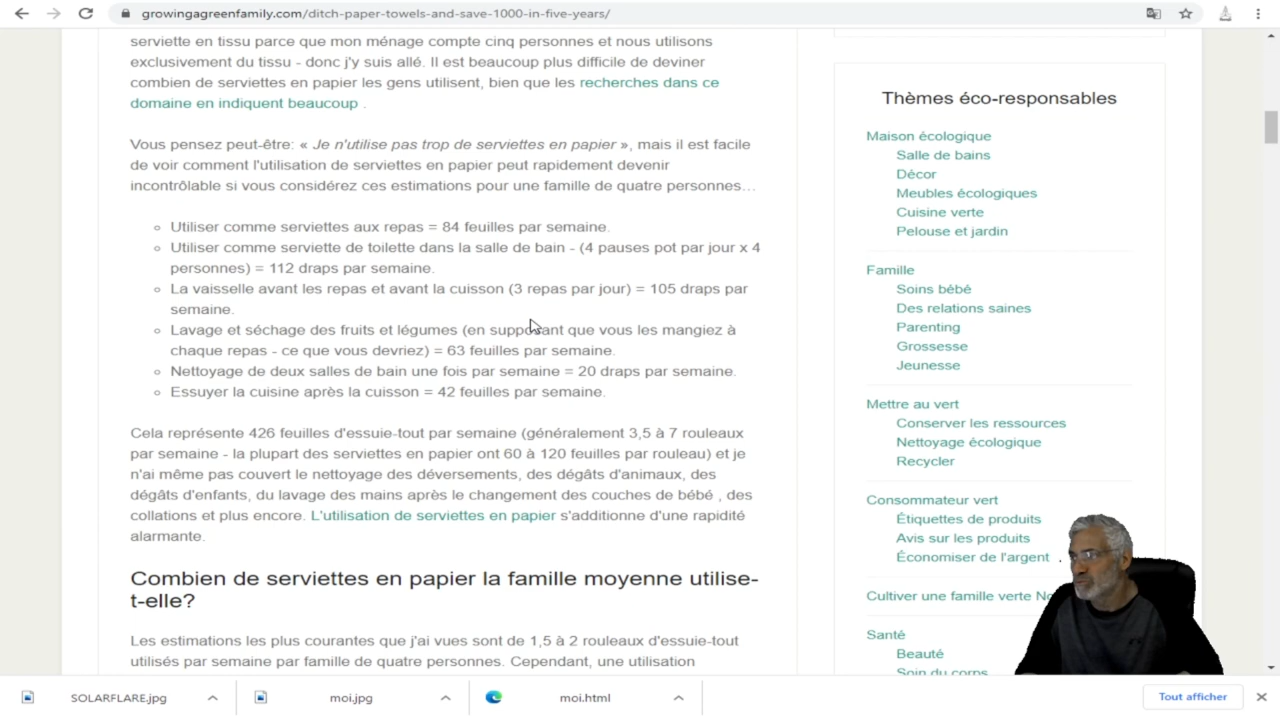 growingagreenfamily.com/ditch-paper-towels-and-save-1000-in-five-years/
serviette en tissu parce que mon ménage compte cinq personnes et nous utilisons
exclusivement du tissu - donc j'y suis allé. Il est beaucoup plus difficile de deviner
combien de serviettes en papier les gens utilisent, bien que les recherches dans ce
domaine en indiquent beaucoup .
Vous pensez peut-être: « Je n'utilise pas trop de serviettes en papier », mais il est facile
de voir comment l'utilisation de serviettes en papier peut rapidement devenir
incontrôlable si vous considérez ces estimations pour une famille de quatre personnes…
Utiliser comme serviettes aux repas = 84 feuilles par semaine.
Utiliser comme serviette de toilette dans la salle de bain - (4 pauses pot par jour x 4
personnes) = 112 draps par semaine.
La vaisselle avant les repas et avant la cuisson (3 repas par jour) = 105 draps par
semaine.
Lavage et séchage des fruits et légumes (en supposant que vous les mangiez à
chaque repas - ce que vous devriez) = 63 feuilles par semaine.
Nettoyage de deux salles de bain une fois par semaine = 20 draps par semaine.
Essuyer la cuisine après la cuisson = 42 feuilles par semaine.
Cela représente 426 feuilles d'essuie-tout par semaine (généralement 3,5 à 7 rouleaux
par semaine - la plupart des serviettes en papier ont 60 à 120 feuilles par rouleau) et je
n'ai même pas couvert le nettoyage des déversements, des dégâts d'animaux, des
dégâts d'enfants, du lavage des mains après le changement des couches de bébé , des
collations et plus encore. L'utilisation de serviettes en papier s'additionne d'une rapidité
alarmante.
Combien de serviettes en papier la famille moyenne utilise-
t-elle?
Les estimations les plus courantes que j'ai vues sont de 1,5 à 2 rouleaux d'essuie-tout
utilisés par semaine par famille de quatre personnes. Cependant, une utilisation
Thèmes éco-responsables
Maison écologique
Salle de bains
Décor
Meubles écologiques
Cuisine verte
Pelouse et jardin
Famille
Soins bébé
Des relations saines
Parenting
Grossesse
Jeunesse
Mettre au vert
Conserver les ressources
Nettoyage écologique
Recycler
Consommateur vert
Étiquettes de produits
Avis sur les produits
Économiser de l'argent
Cultiver une famille verte
Santé
Beauté
Soin du corps
SOLARFLARE.jpg
moi.jpg
moi.html
Tout afficher